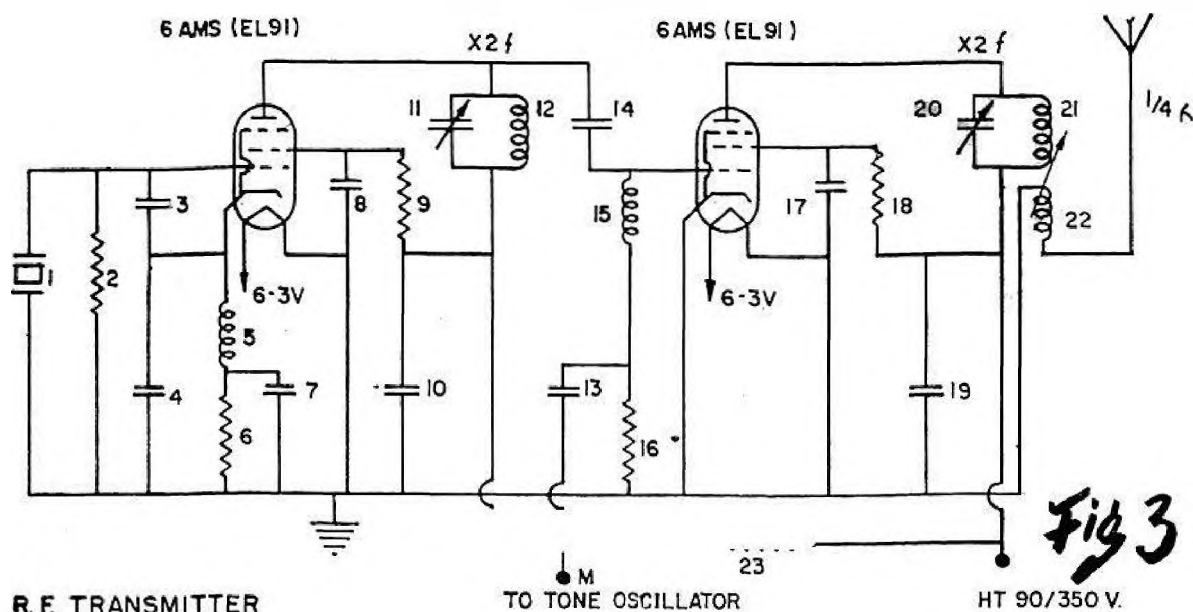 6 AMS (EL91)
6 AMS (EL91)
X2 f
X2 f
11
12
14
20
21
1/4 λ
3
8
9
15
17
18
22
1
2
6-3V
6-3V
5
4
7
10
13
19
6
16
23
Fig 3
M
R.F. TRANSMITTER
TO TONE OSCILLATOR
HT 90/350 V.